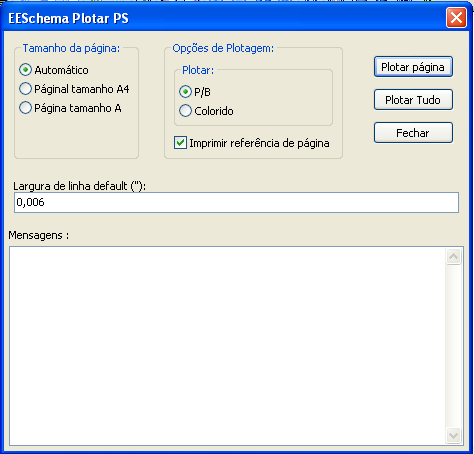 EESchema Plotar PS
Tamanho da página:
Automático
Páginal tamanho A4
Página tamanho A
Opções de Plotagem:
Plotar:
P/B
Colorido
Imprimir referência de página
Plotar página
Plotar Tudo
Fechar
Largura de linha default ("):
0,006
Mensagens :